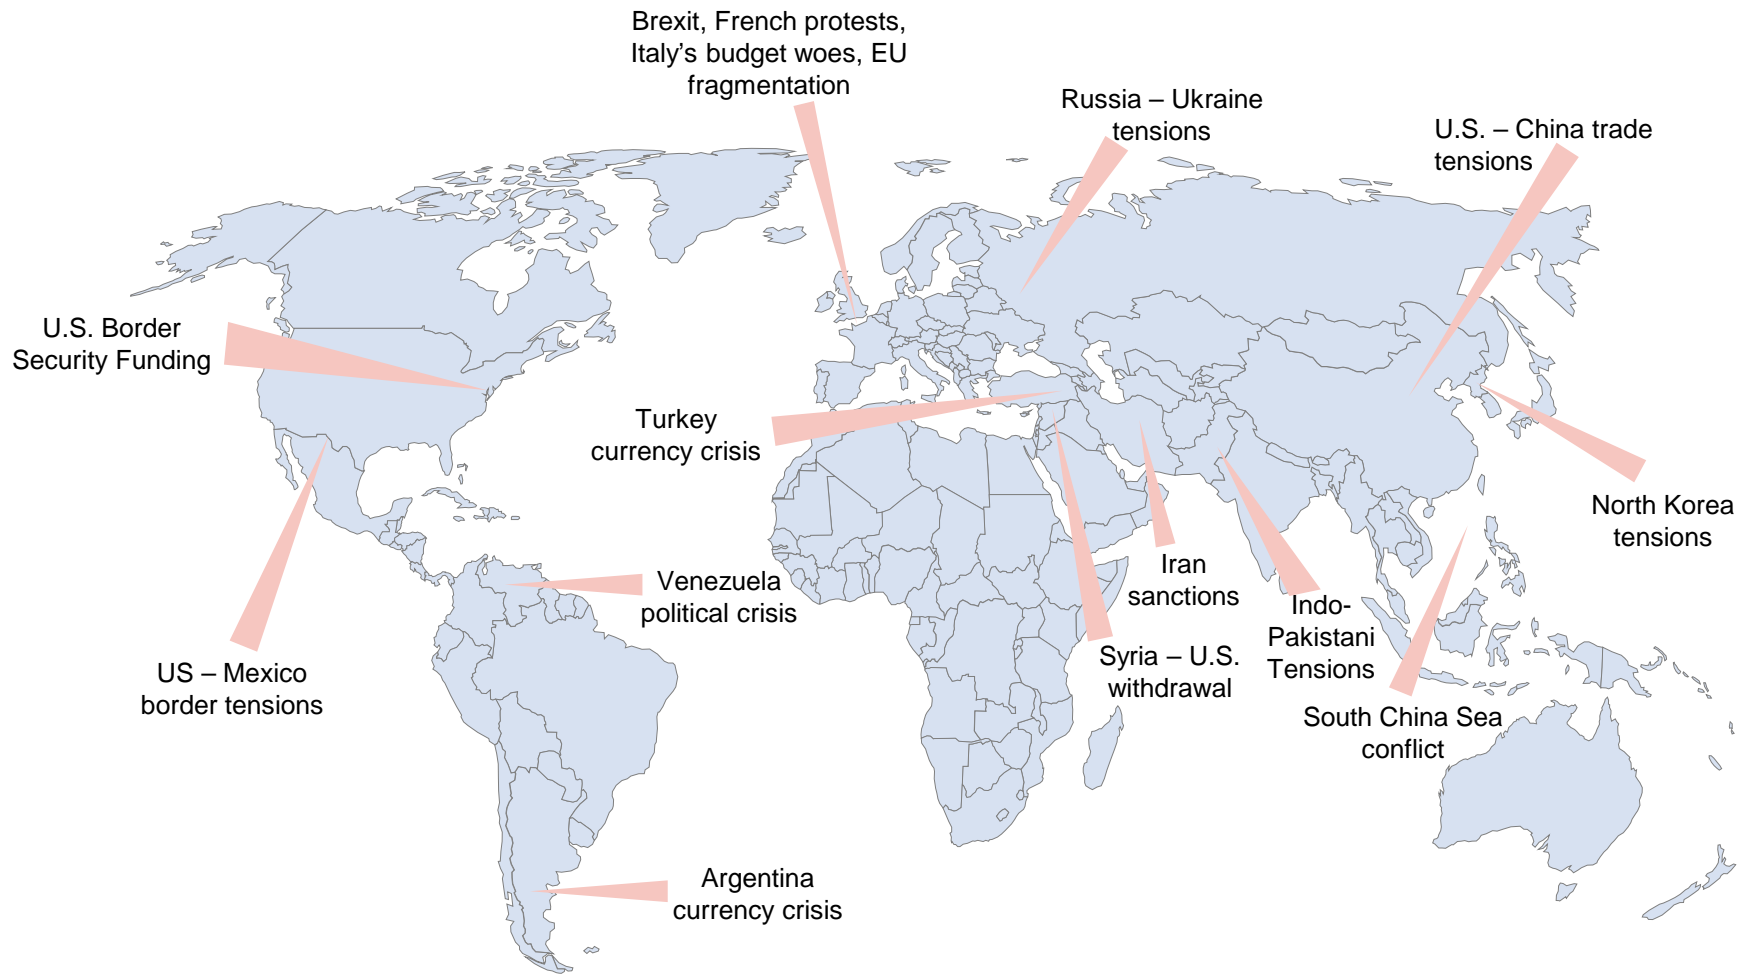 Brexit, French protests,
Italy’s budget woes, EU
fragmentation
Russia – Ukraine
tensions
U.S. – China trade
tensions
U.S. Border
Security Funding
Turkey
currency crisis
North Korea
tensions
Iran
sanctions
Venezuela
political crisis
Indo-
Pakistani
Tensions
Syria – U.S.
withdrawal
US – Mexico
border tensions
South China Sea
conflict
Argentina
currency crisis